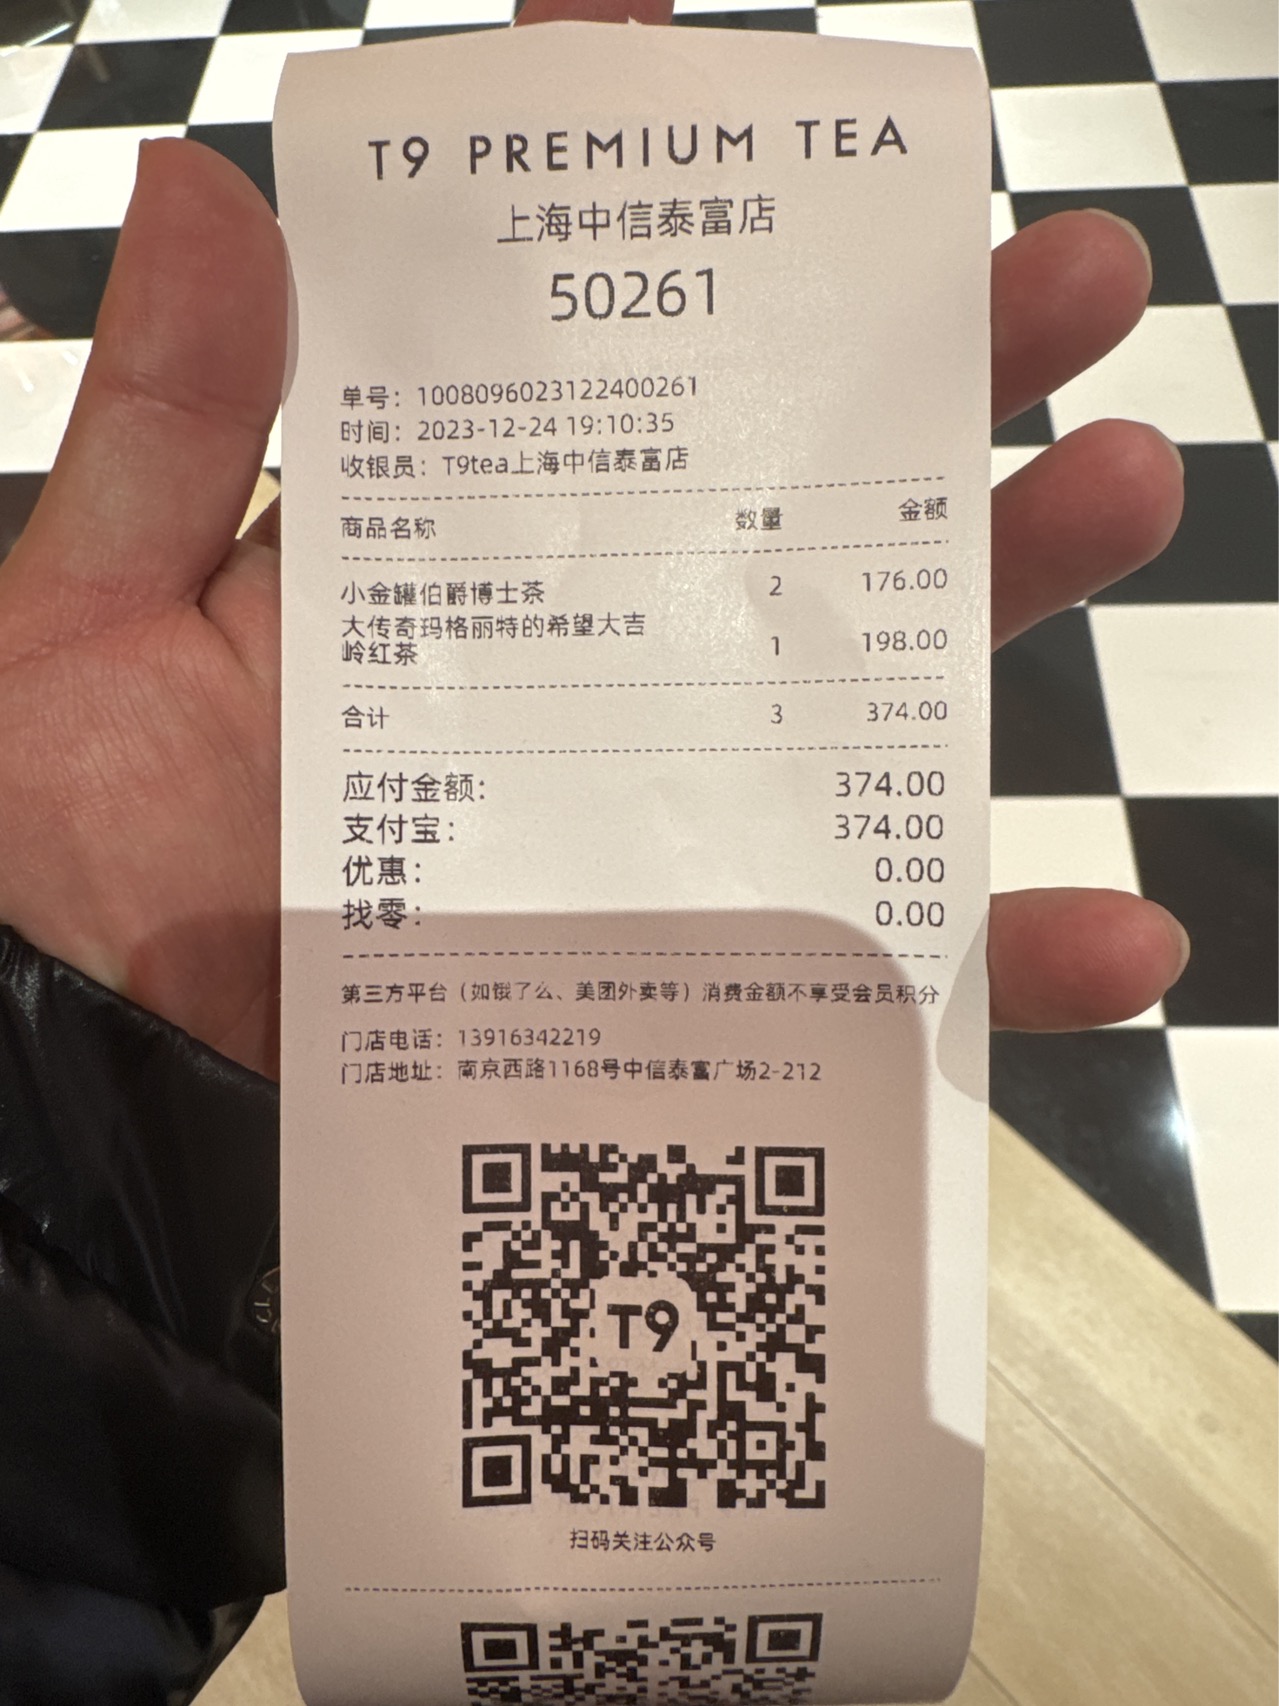 T9 PREMIUM TEA
上海中信泰富店
50261
单号：1008096023122400261
时间：2023-12-24 19:10:35
收银员：T9tea上海中信泰富店
商品名称 数量 金额
小金罐伯爵博士茶 2 176.00
大传奇玛格丽特的希望大吉
岭红茶 1 198.00
合计 3 374.00
应付金额： 374.00
支付宝： 374.00
优惠： 0.00
找零： 0.00
第三方平台（如饿了么、美团外卖等）消费金额不享受会员积分
门店电话：13916342219
门店地址：南京西路1168号中信泰富广场2-212
T9
扫码关注公众号